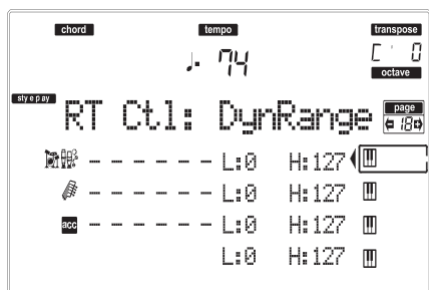 chord tempo transpose
♩. 74 C 0
octave
style play
RT Ctl: DynRange page
18
- - - - - - L:0 H:127
- - - - - - L:0 H:127
acc - - - - - - L:0 H:127
L:0 H:127